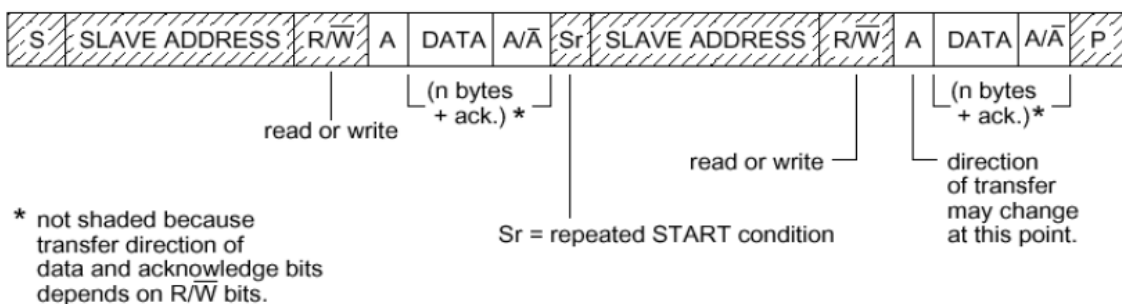 S SLAVE ADDRESS R/W̅ A DATA A/A̅ Sr SLAVE ADDRESS R/W̅ A DATA A/A̅ P
(n bytes
+ ack.) *
read or write
(n bytes
+ ack.) *
read or write
direction
of transfer
may change
at this point.
Sr = repeated START condition
* not shaded because
transfer direction of
data and acknowledge bits
depends on R/W̅ bits.